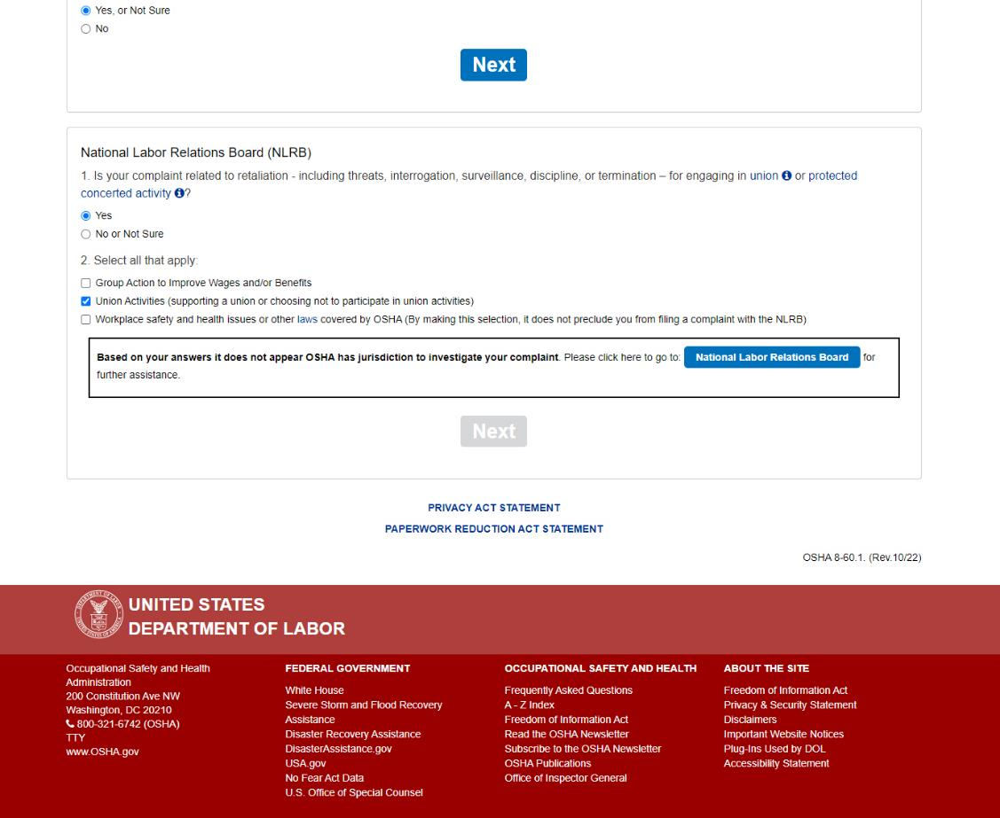 Yes, or Not Sure
No
Next
National Labor Relations Board (NLRB)
1. Is your complaint related to retaliation - including threats, interrogation, surveillance, discipline, or termination – for engaging in union or protected
concerted activity ?
Yes
No or Not Sure
2. Select all that apply:
Group Action to Improve Wages and/or Benefits
Union Activities (supporting a union or choosing not to participate in union activities)
Workplace safety and health issues or other laws covered by OSHA (By making this selection, it does not preclude you from filing a complaint with the NLRB)
Based on your answers it does not appear OSHA has jurisdiction to investigate your complaint. Please click here to go to: National Labor Relations Board for
further assistance.
Next
PRIVACY ACT STATEMENT
PAPERWORK REDUCTION ACT STATEMENT
OSHA 8-60.1. (Rev.10/22)
UNITED STATES
DEPARTMENT OF LABOR
Occupational Safety and Health
Administration
200 Constitution Ave NW
Washington, DC 20210
800-321-6742 (OSHA)
TTY
www.OSHA.gov
FEDERAL GOVERNMENT
White House
Severe Storm and Flood Recovery
Assistance
Disaster Recovery Assistance
DisasterAssistance.gov
USA.gov
No Fear Act Data
U.S. Office of Special Counsel
OCCUPATIONAL SAFETY AND HEALTH
Frequently Asked Questions
A - Z Index
Freedom of Information Act
Read the OSHA Newsletter
Subscribe to the OSHA Newsletter
OSHA Publications
Office of Inspector General
ABOUT THE SITE
Freedom of Information Act
Privacy & Security Statement
Disclaimers
Important Website Notices
Plug-Ins Used by DOL
Accessibility Statement